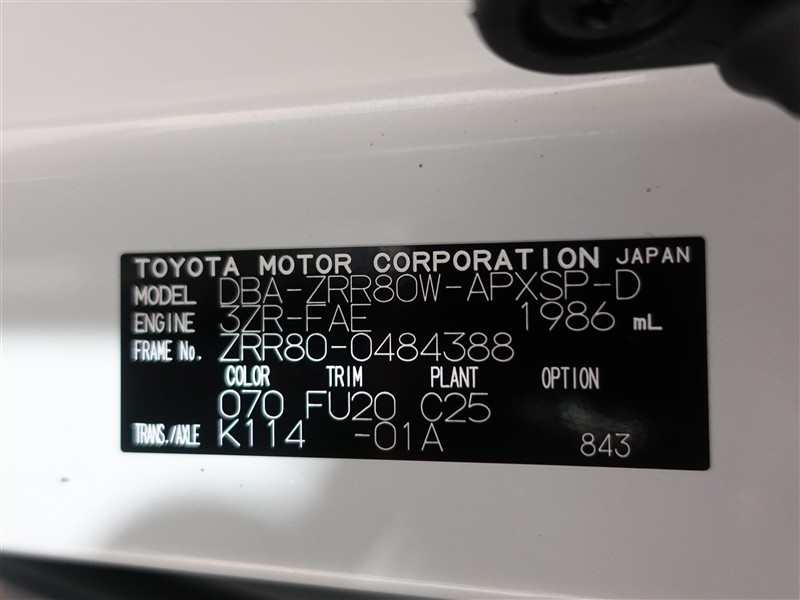 TOYOTA MOTOR CORPORATION JAPAN
MODEL DBA-ZRR80W-APXSP-D
ENGINE 3ZR-FAE 1986 mL
FRAME No. ZRR80-0484388
COLOR TRIM PLANT OPTION
070 FU20 C25
TRANS./AXLE K114 -01A 843